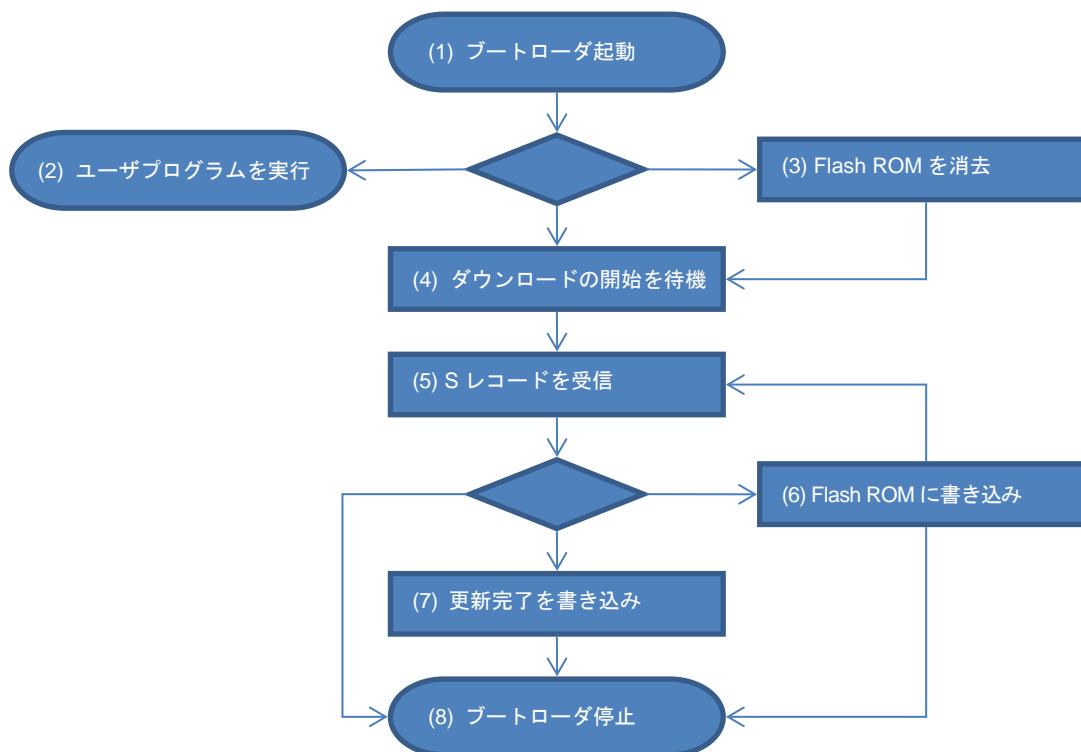 (1) ブートローダ起動
(2) ユーザプログラムを実行
(3) Flash ROM を消去
(4) ダウンロードの開始を待機
(5) S レコードを受信
(6) Flash ROM に書き込み
(7) 更新完了を書き込み
(8) ブートローダ停止